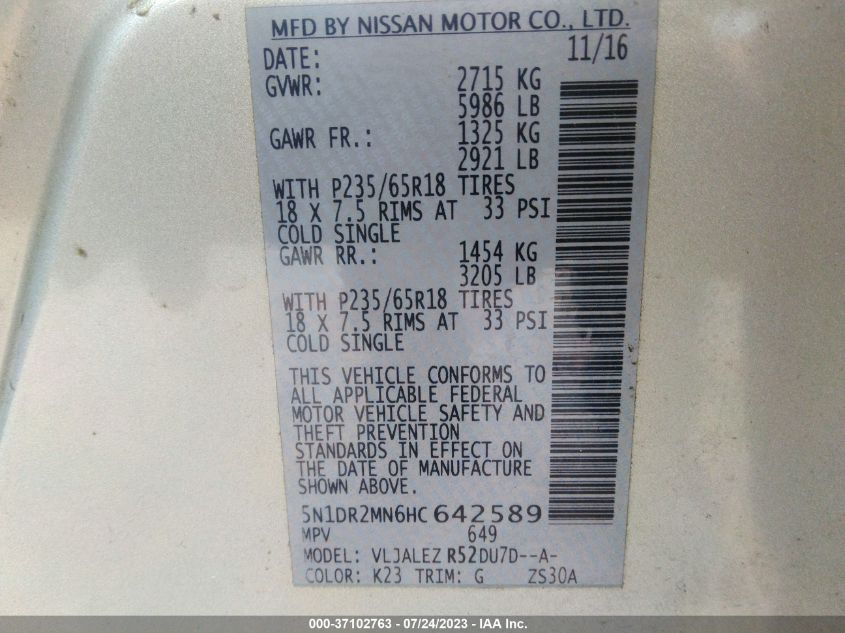 MFD BY NISSAN MOTOR CO., LTD.
DATE: 11/16
GVWR: 2715 KG
5986 LB
GAWR FR.: 1325 KG
2921 LB
WITH P235/65R18 TIRES
18 X 7.5 RIMS AT 33 PSI
COLD SINGLE
GAWR RR.: 1454 KG
3205 LB
WITH P235/65R18 TIRES
18 X 7.5 RIMS AT 33 PSI
COLD SINGLE
THIS VEHICLE CONFORMS TO
ALL APPLICABLE FEDERAL
MOTOR VEHICLE SAFETY AND
THEFT PREVENTION
STANDARDS IN EFFECT ON
THE DATE OF MANUFACTURE
SHOWN ABOVE.
5N1DR2MN6HC642589
MPV 649
MODEL: VLJALEZ R52DU7D--A-
COLOR: K23 TRIM: G ZS30A
000-37102763 - 07/24/2023 - IAA Inc.